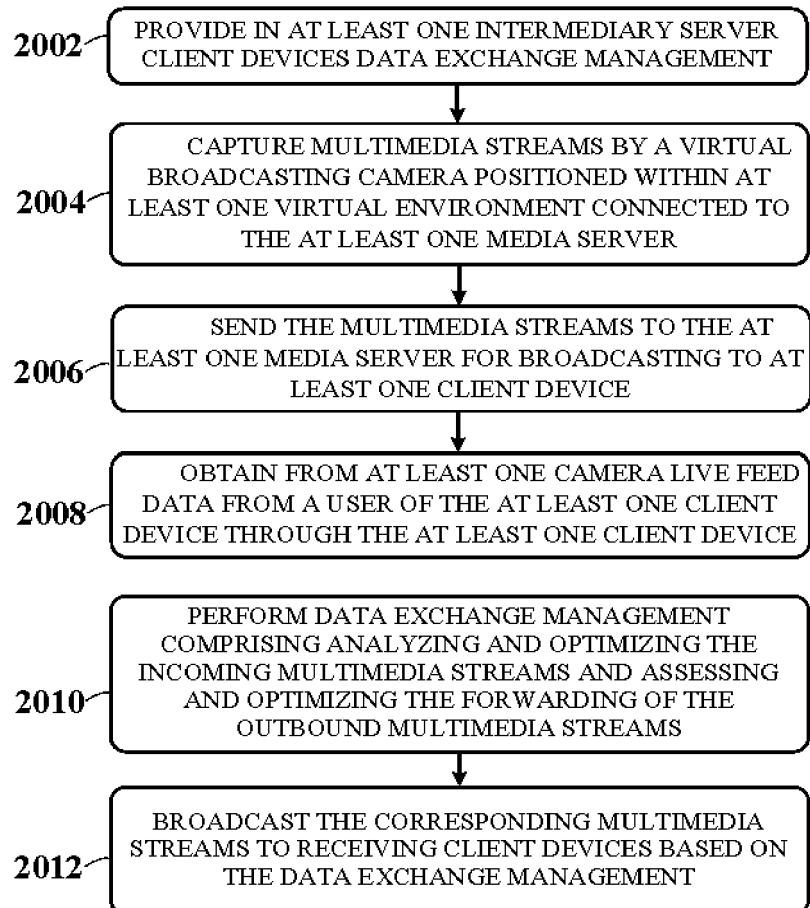 2002
PROVIDE IN AT LEAST ONE INTERMEDIARY SERVER
CLIENT DEVICES DATA EXCHANGE MANAGEMENT
2004
CAPTURE MULTIMEDIA STREAMS BY A VIRTUAL
BROADCASTING CAMERA POSITIONED WITHIN AT
LEAST ONE VIRTUAL ENVIRONMENT CONNECTED TO
THE AT LEAST ONE MEDIA SERVER
2006
SEND THE MULTIMEDIA STREAMS TO THE AT
LEAST ONE MEDIA SERVER FOR BROADCASTING TO AT
LEAST ONE CLIENT DEVICE
2008
OBTAIN FROM AT LEAST ONE CAMERA LIVE FEED
DATA FROM A USER OF THE AT LEAST ONE CLIENT
DEVICE THROUGH THE AT LEAST ONE CLIENT DEVICE
2010
PERFORM DATA EXCHANGE MANAGEMENT
COMPRISING ANALYZING AND OPTIMIZING THE
INCOMING MULTIMEDIA STREAMS AND ASSESSING
AND OPTIMIZING THE FORWARDING OF THE
OUTBOUND MULTIMEDIA STREAMS
2012
BROADCAST THE CORRESPONDING MULTIMEDIA
STREAMS TO RECEIVING CLIENT DEVICES BASED ON
THE DATA EXCHANGE MANAGEMENT